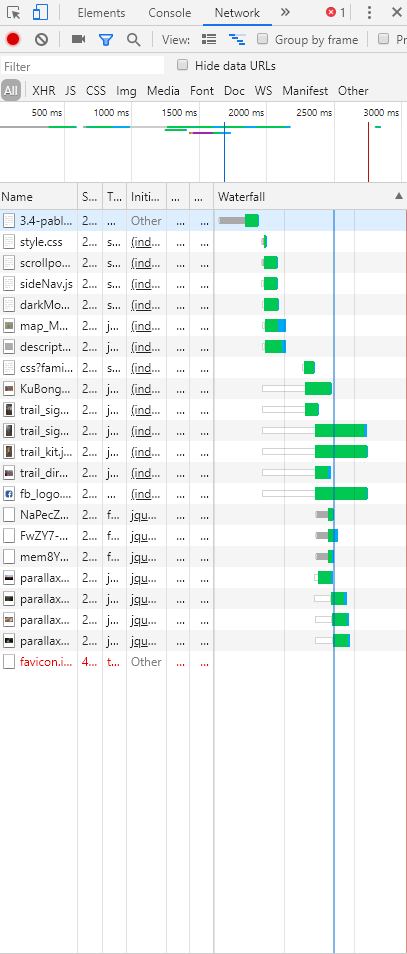 Elements Console Network » 1
View: Group by frame Pr
Filter Hide data URLs
All XHR JS CSS Img Media Font Doc WS Manifest Other
500 ms 1000 ms 1500 ms 2000 ms 2500 ms 3000 ms
Name S... T... Initi... ... ... Waterfall
3.4-pabl... 2... ... Other ... ...
style.css 2... s... (ind... ... ...
scrollpo... 2... s... (ind... ... ...
sideNav.js 2... s... (ind... ... ...
darkMo... 2... s... (ind... ... ...
map_M... 2... j... (ind... ... ...
descript... 2... j... (ind... ... ...
css?fami... 2... s... (ind... ... ...
KuBong... 2... j... (ind... ... ...
trail_sig... 2... j... (ind... ... ...
trail_sig... 2... j... (ind... ... ...
trail_kit.j... 2... j... (ind... ... ...
trail_dir... 2... j... (ind... ... ...
fb_logo.... 2... ... (ind... ... ...
NaPecZ... 2... f... jqu... ... ...
FwZY7-... 2... f... jqu... ... ...
mem8Y... 2... f... jqu... ... ...
parallax... 2... j... jqu... ... ...
parallax... 2... j... jqu... ... ...
parallax... 2... j... jqu... ... ...
parallax... 2... j... jqu... ... ...
favicon.i... 4... t... Other ... ...